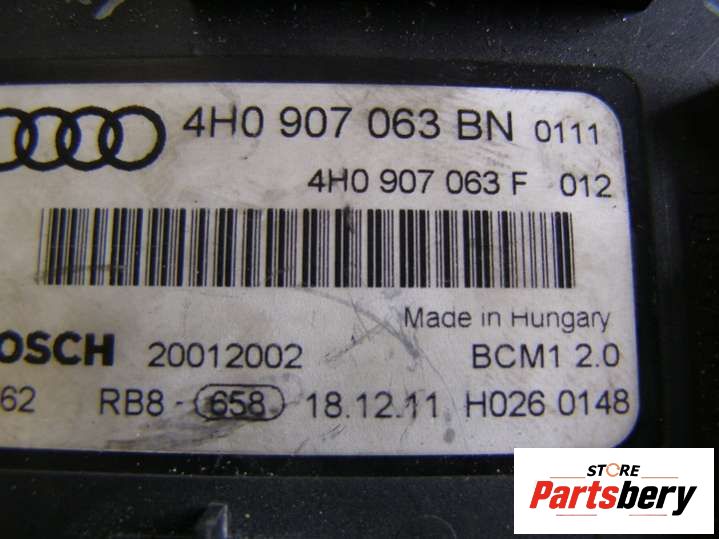 4H0 907 063 BN 0111
4H0 907 063 F 012
Made in Hungary
OSCH 20012002 BCM1 2.0
62 RB8-658 18.12.11 H026 0148
STORE
Partsbery